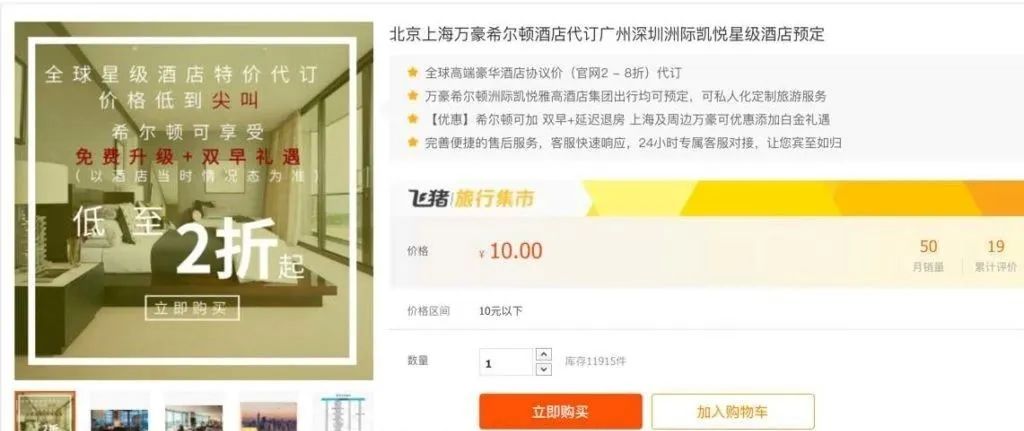 全球星级酒店特价代订
价格低到 尖叫
希尔顿可享受
免费升级+双早礼遇
(以酒店当时情况态为准)
低至2折起
立即购买
北京上海万豪希尔顿酒店代订广州深圳洲际凯悦星级酒店预定
全球高端豪华酒店协议价（官网2－8折）代订
万豪希尔顿洲际凯悦雅高酒店集团出行均可预定，可私人化定制旅游服务
【优惠】希尔顿可加 双早+延迟退房 上海及周边万豪可优惠添加白金礼遇
完善便捷的售后服务，客服快速响应，24小时专属客服对接，让您宾至如归
飞猪 旅行集市
价格 ¥ 10.00 50 19
月销量 累计评价
价格区间 10元以下
数量 1 库存11915件
立即购买 加入购物车